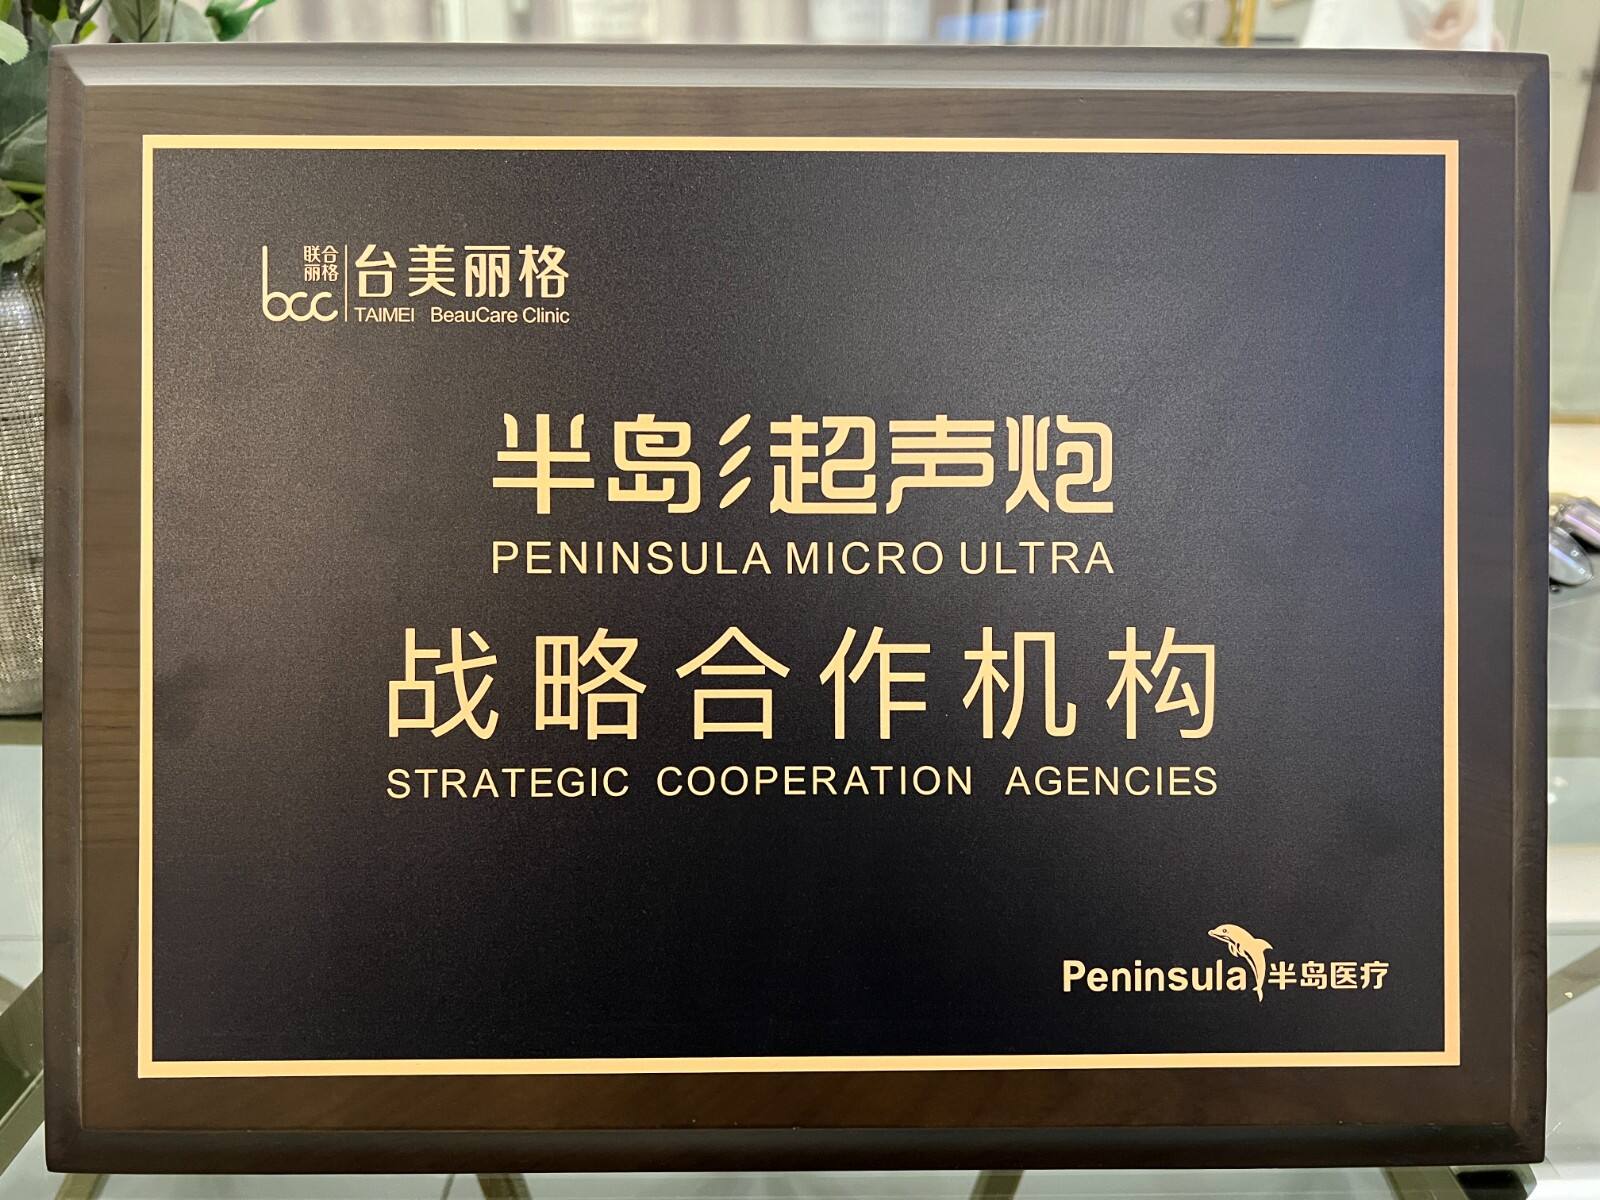 bcc 联合 台美丽格
丽格
TAIMEI BeauCare Clinic
半岛超声炮
PENINSULA MICRO ULTRA
战略合作机构
STRATEGIC COOPERATION AGENCIES
Peninsula 半岛医疗